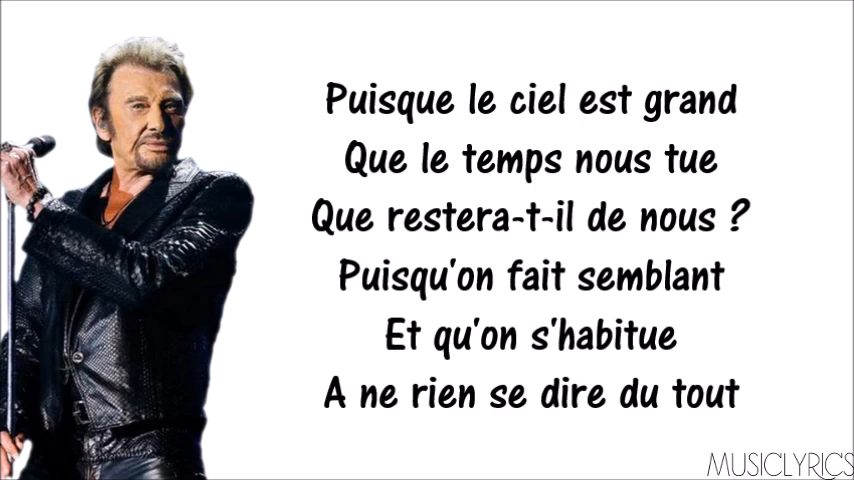 Puisque le ciel est grand
Que le temps nous tue
Que restera-t-il de nous ?
Puisqu'on fait semblant
Et qu'on s'habitue
A ne rien se dire du tout
MUSICLYRICS